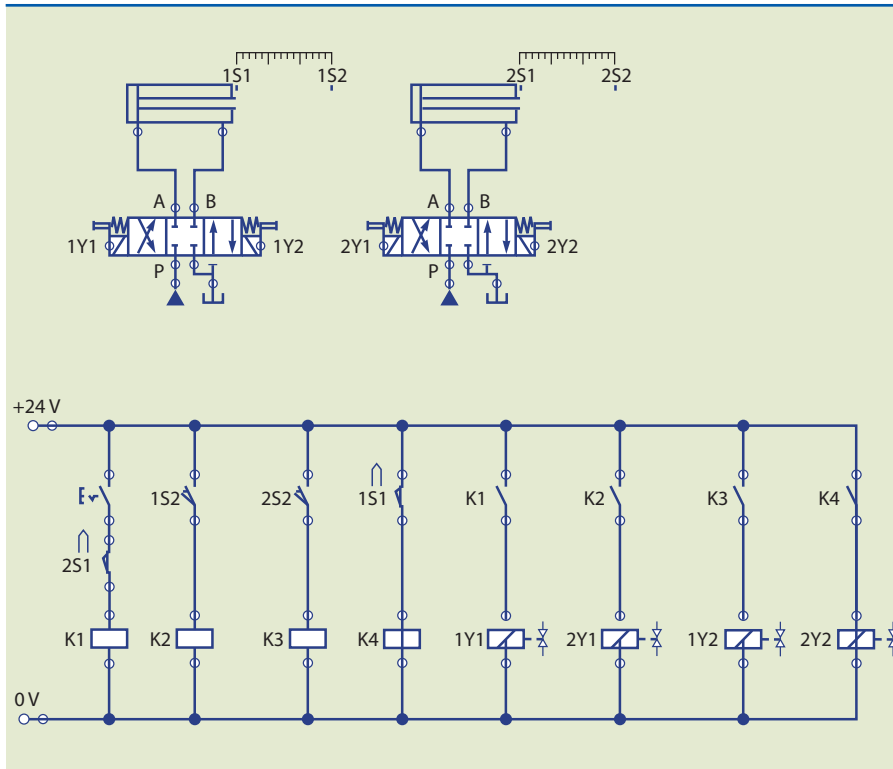 1S1 1S2 2S1 2S2
A B A B
1Y1 1Y2 2Y1 2Y2
P P
+24 V
1S2 2S2 1S1 K1 K2 K3 K4
2S1
K1 K2 K3 K4 1Y1 2Y1 1Y2 2Y2
0 V